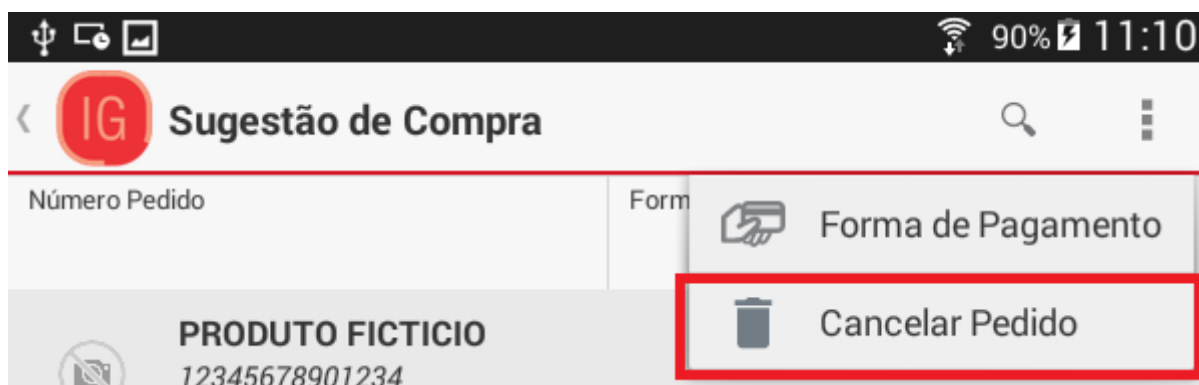 90% 11:10
IG Sugestão de Compra
Número Pedido
Form
Forma de Pagamento
Cancelar Pedido
PRODUTO FICTICIO
12345678901234